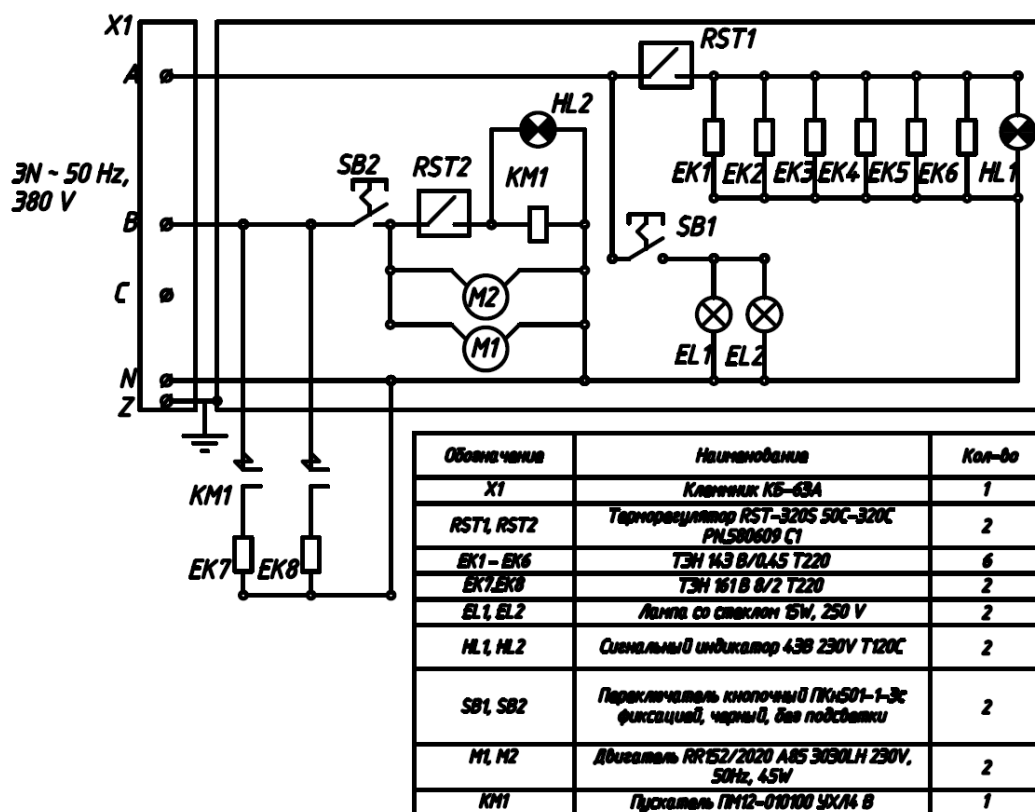 X1
RST1
A
HL2
SB2
RST2
KM1
EK1 EK2 EK3 EK4 EK5 EK6 HL1
3N ~ 50 Hz,
380 V
B
SB1
C
M2
M1
EL1 EL2
N
Z
KM1
EK7 EK8
Обозначение Наименование Кол-во
X1 Клеммник КБ-63А 1
RST1, RST2 Терморегулятор RST-320S 50C-320C
PN.580609 C1 2
EK1 - EK6 ТЭН 143 В/0,45 Т220 6
EK7,EK8 ТЭН 161 В 8/2 Т220 2
EL1, EL2 Лампа со стеклом 15W, 250 V 2
HL1, HL2 Сигнальный индикатор 43В 230V Т120С 2
SB1, SB2 Переключатель кнопочный ПКн501-1-3с
фиксацией, черный, без подсветки 2
M1, M2 Двигатель RR152/2020 A85 3030LH 230V,
50Hz, 45W 2
KM1 Пускатель ПМ12-010100 УХЛ4 В 1